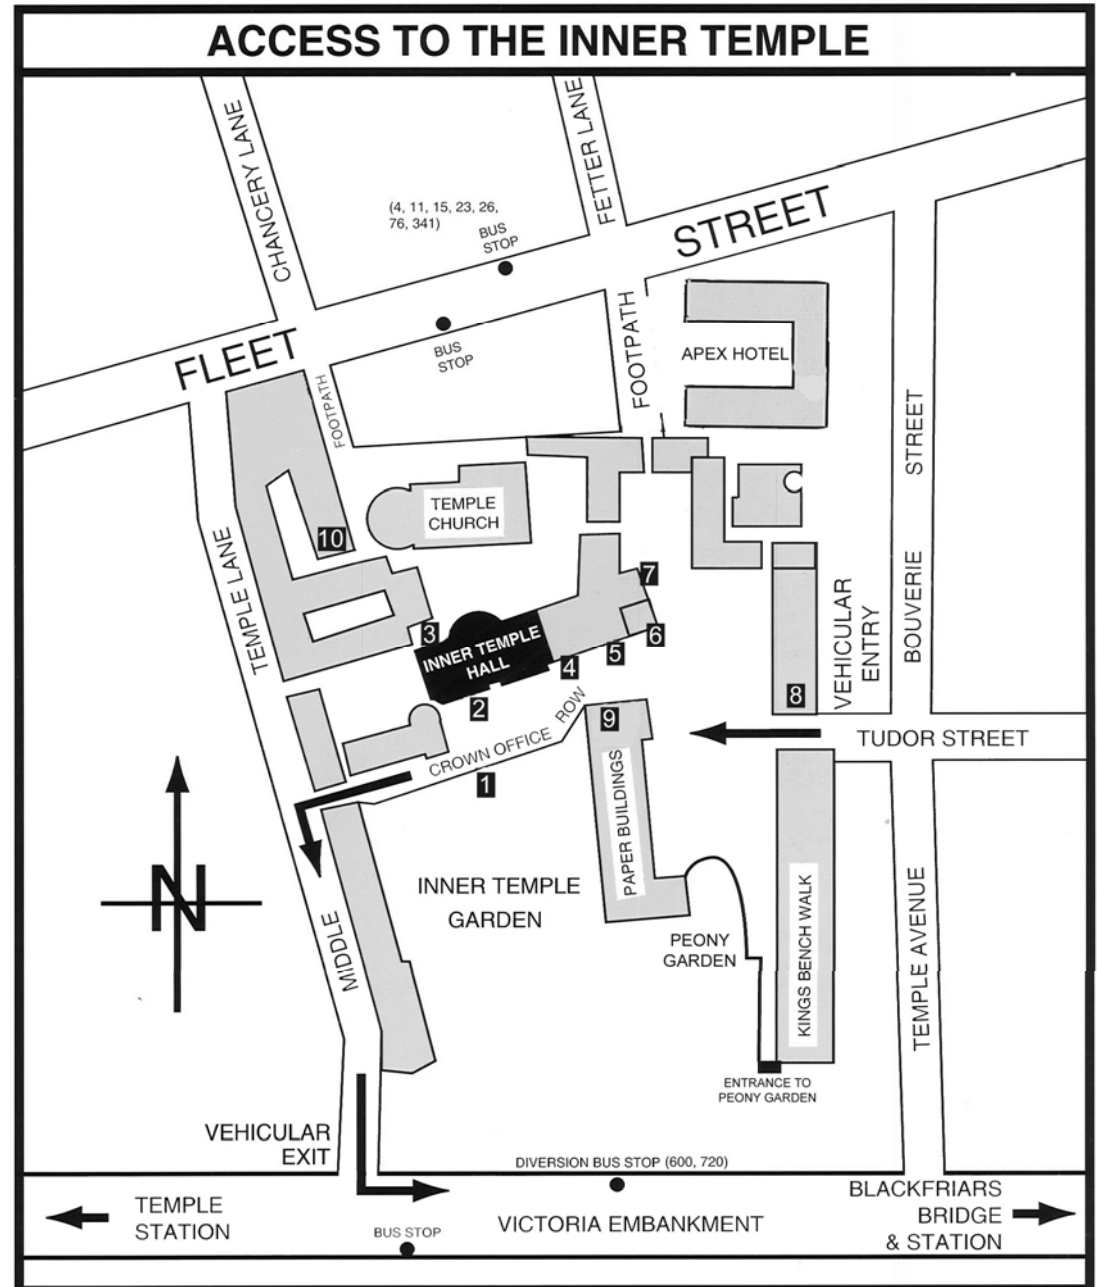 ACCESS TO THE INNER TEMPLE
CHANCERY LANE
FETTER LANE
(4, 11, 15, 23, 26,
76, 341)
BUS
STOP
FLEET
STREET
BUS
STOP
FOOTPATH
FOOTPATH
APEX HOTEL
TEMPLE
CHURCH
BOUVERIE STREET
10
7
3
INNER TEMPLE
HALL
6
5
4
2
VEHICULAR
ENTRY
8
9
CROWN OFFICE ROW
1
TUDOR STREET
MIDDLE TEMPLE LANE
PAPER BUILDINGS
N
INNER TEMPLE
GARDEN
PEONY
GARDEN
KINGS BENCH WALK
TEMPLE AVENUE
ENTRANCE TO
PEONY GARDEN
VEHICULAR
EXIT
DIVERSION BUS STOP (600, 720)
TEMPLE
STATION
BUS STOP
VICTORIA EMBANKMENT
BLACKFRIARS
BRIDGE
& STATION